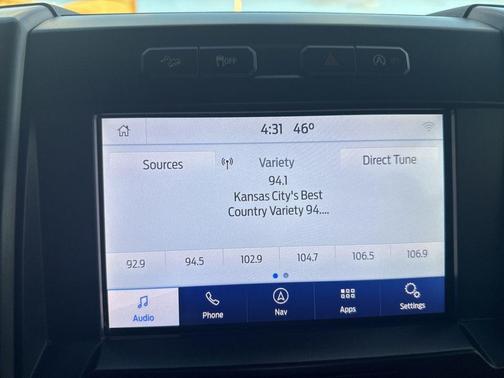 OFF
4:31 46°
Sources
Variety
Direct Tune
94.1
Kansas City's Best
Country Variety 94....
92.9 94.5 102.9 104.7 106.5 106.9
Audio Phone Nav Apps Settings